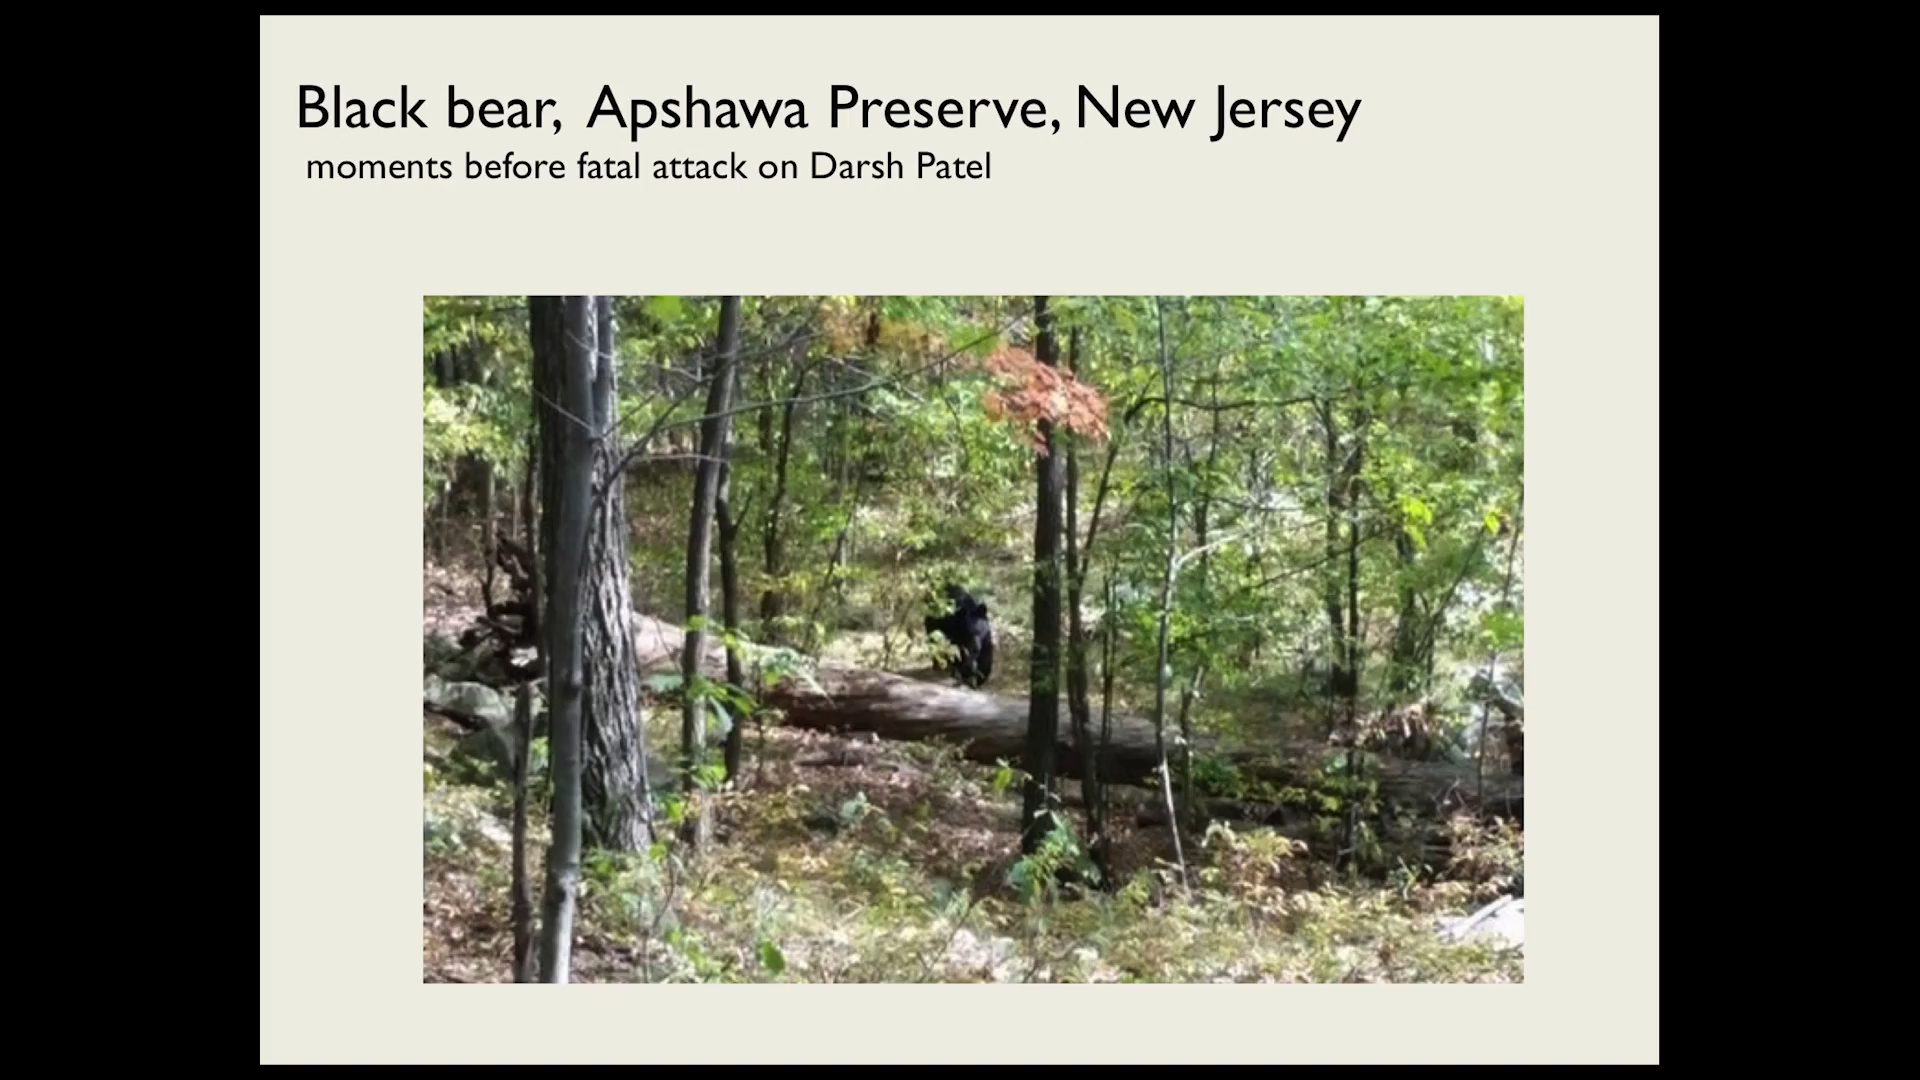 Black bear, Apshawa Preserve, New Jersey
moments before fatal attack on Darsh Patel